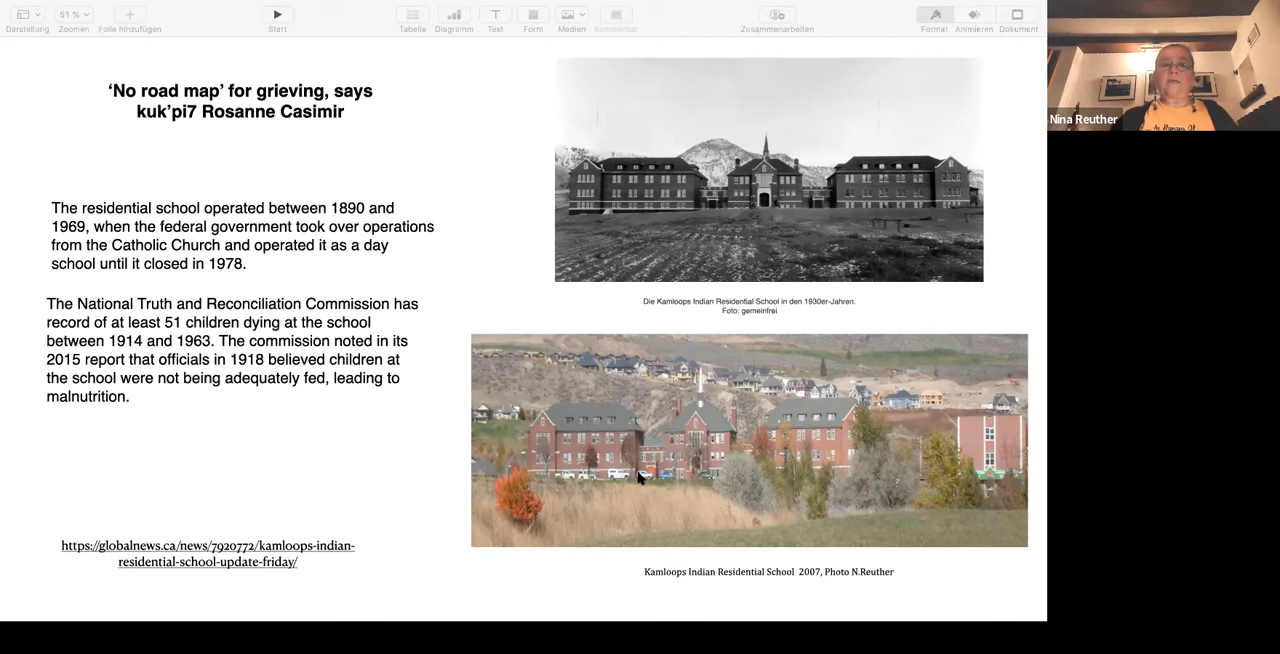 51 %
Darstellung
Zoomen
Folie hinzufügen
Start
Tabelle
Diagramm
Text
Form
Medien
Kommentar
Zusammenarbeiten
Format
Animieren
Dokument
‘No road map’ for grieving, says
kuk’pi7 Rosanne Casimir
The residential school operated between 1890 and
1969, when the federal government took over operations
from the Catholic Church and operated it as a day
school until it closed in 1978.
The National Truth and Reconciliation Commission has
record of at least 51 children dying at the school
between 1914 and 1963. The commission noted in its
2015 report that officials in 1918 believed children at
the school were not being adequately fed, leading to
malnutrition.
https://globalnews.ca/news/7920772/kamloops-indian-
residential-school-update-friday/
Die Kamloops Indian Residential School in den 1930er-Jahren.
Foto: gemeinfrei
Kamloops Indian Residential School 2007, Photo N.Reuther
Nina Reuther